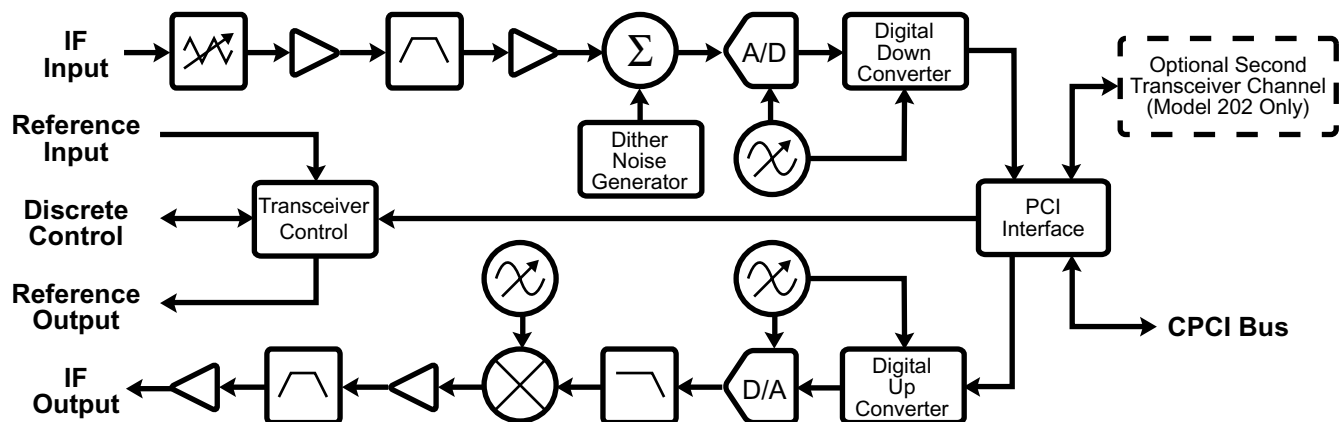 IF
Input
Σ
A/D
Digital
Down
Converter
Optional Second
Transceiver Channel
(Model 202 Only)
Reference
Input
Dither
Noise
Generator
Discrete
Control
Transceiver
Control
PCI
Interface
Reference
Output
CPCI Bus
IF
Output
D/A
Digital
Up
Converter